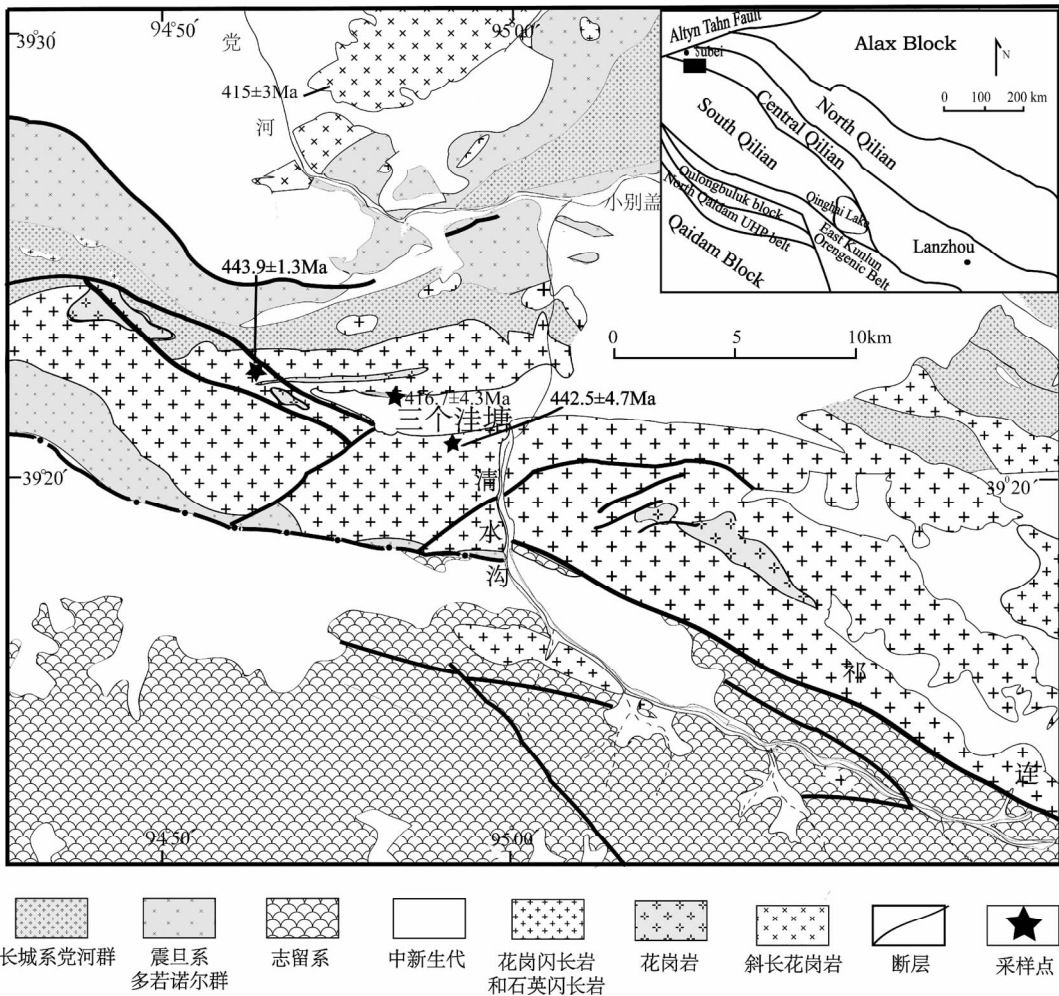 94°50′
95°00′
39°30′
党
河
415±3Ma
小别盖
Altyn Tahn Fault
subei
Alax Block
N
0 100 200 km
South Qilian
Central Qilian
North Qilian
Qulongbuluk block
North Qaidam UHP belt
Qaidam Block
Qinghai Lake
East Kunlun
Orengenic Belt
Lanzhou
443.9±1.3Ma
0 5 10km
416.7±4.3Ma
442.5±4.7Ma
三个洼塘
39°20′
39°20′
清
水
沟
祁
连
94°50′
95°00′
长城系党河群
震旦系
多若诺尔群
志留系
中新生代
花岗闪长岩
和石英闪长岩
花岗岩
斜长花岗岩
断层
采样点